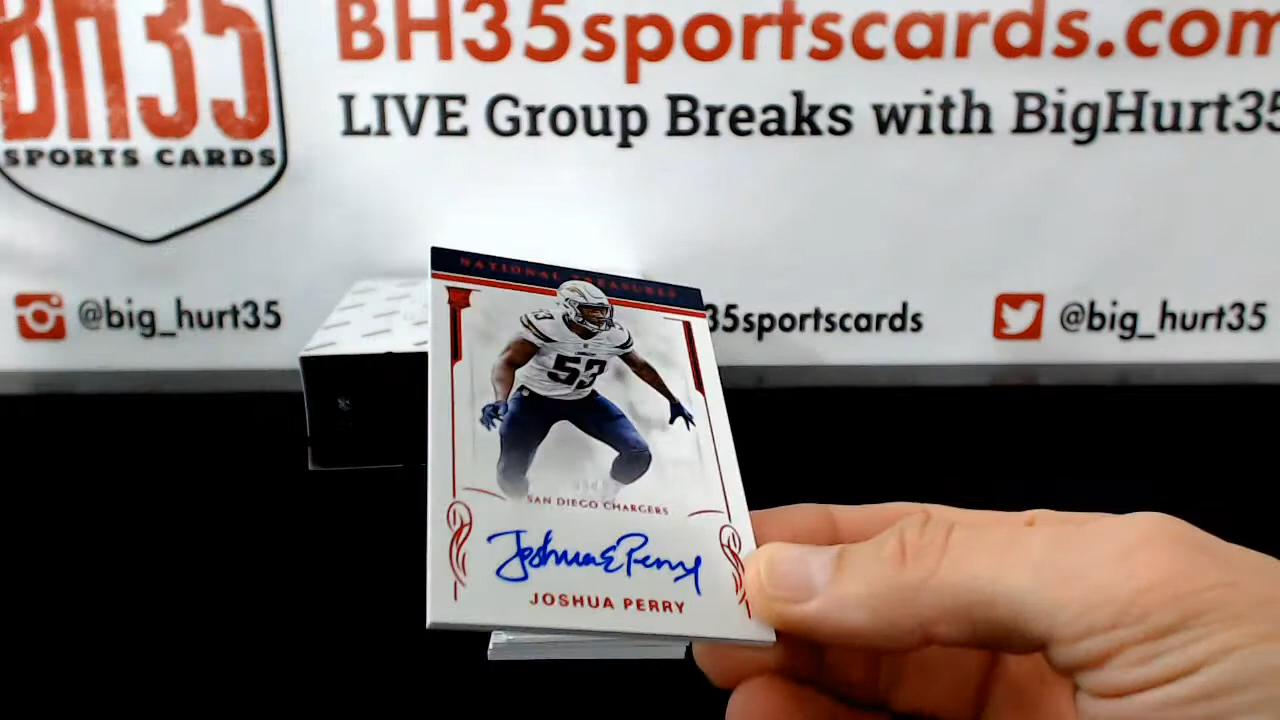 BH35
SPORTS CARDS
BH35sportscards.com
LIVE Group Breaks with BigHurt35
@big_hurt35
35sportscards
@big_hurt35
NATIONAL TREASURES
53
53
SAN DIEGO CHARGERS
Joshua E Perry
JOSHUA PERRY